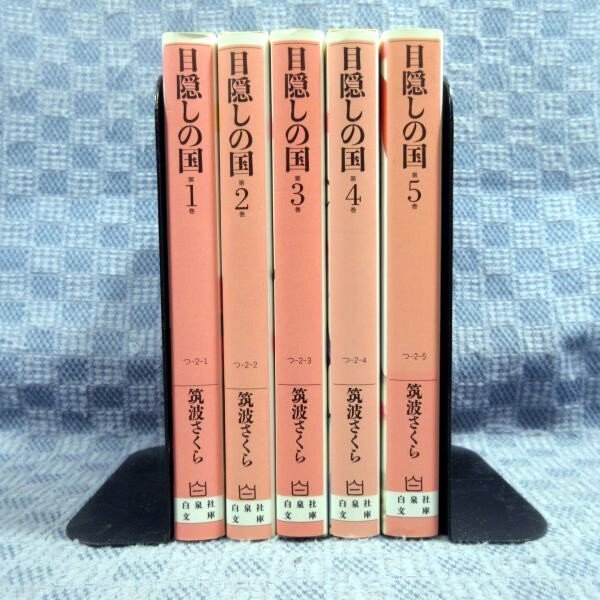 目隠しの国
第1巻
つ-2-1
筑波さくら
白泉社
文庫
目隠しの国
第2巻
つ-2-2
筑波さくら
白泉社
文庫
目隠しの国
第3巻
つ-2-3
筑波さくら
白泉社
文庫
目隠しの国
第4巻
つ-2-4
筑波さくら
白泉社
文庫
目隠しの国
第5巻
つ-2-5
筑波さくら
白泉社
文庫